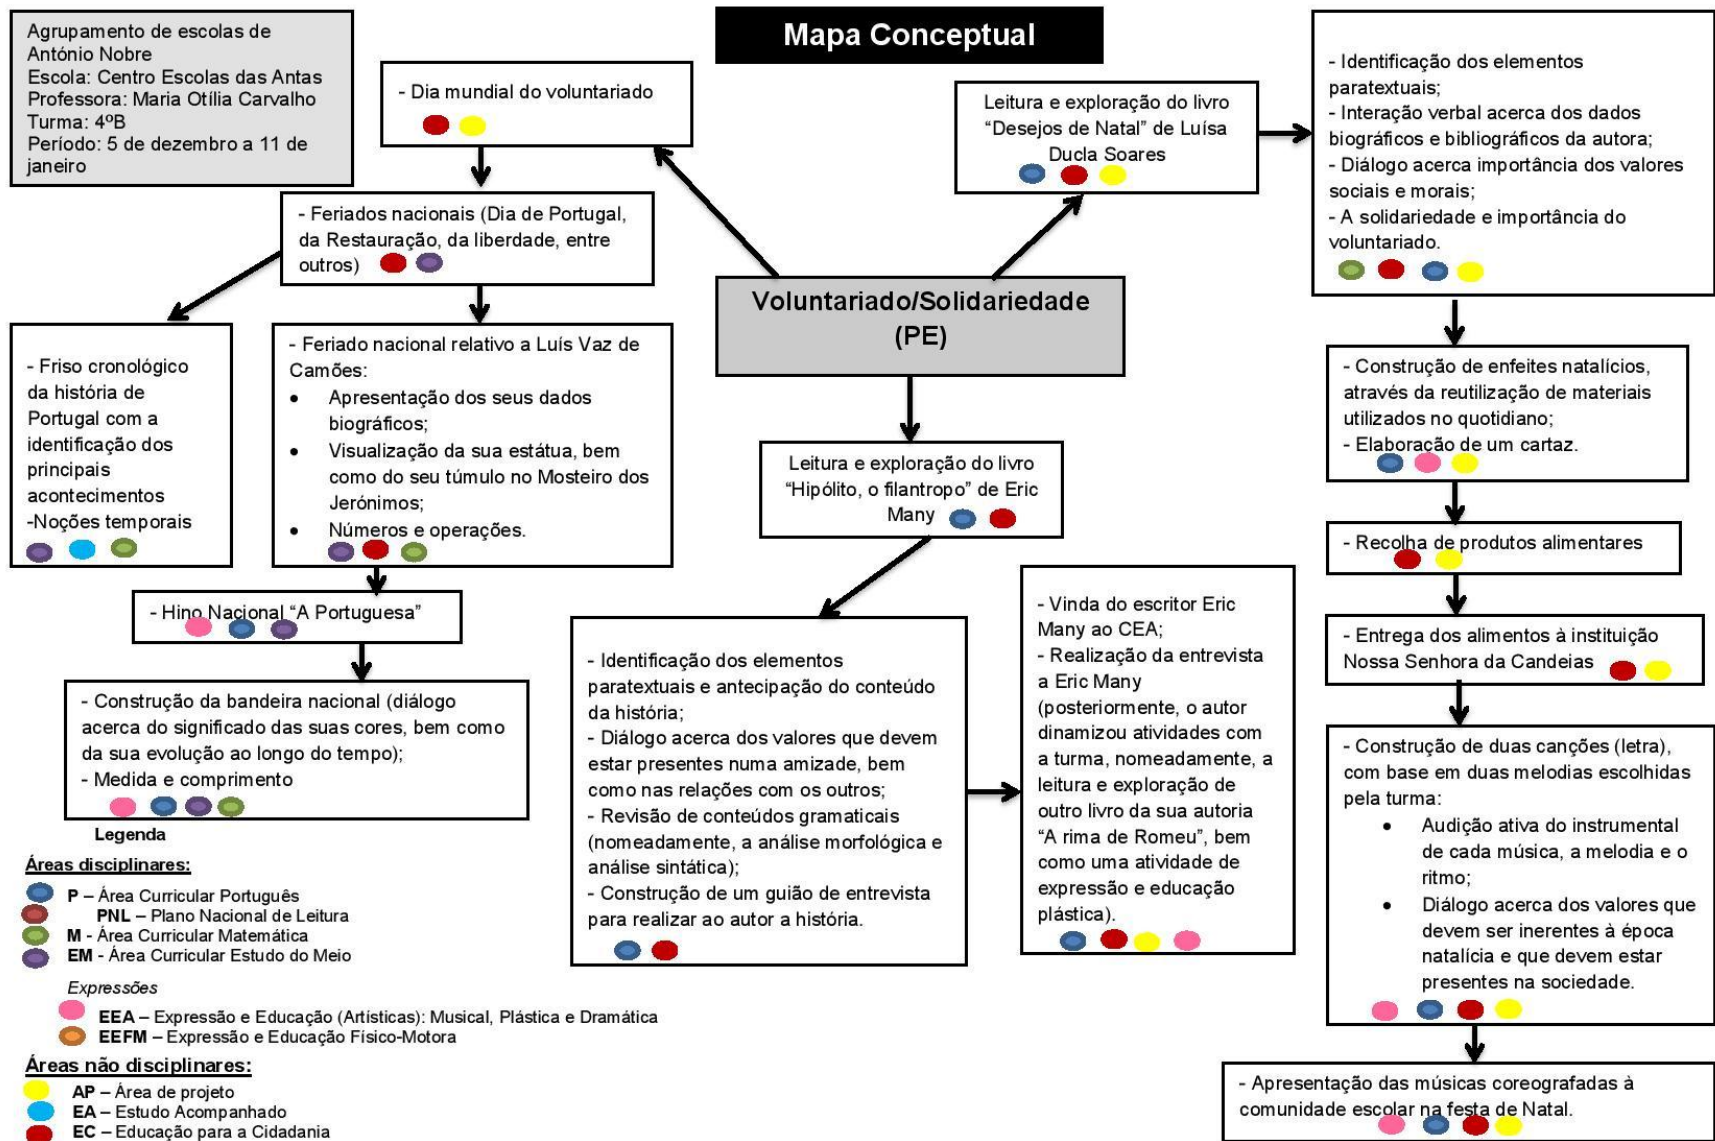 Mapa Conceptual
Agrupamento de escolas de
António Nobre
Escola: Centro Escolas das Antas
Professora: Maria Otília Carvalho
Turma: 4ºB
Período: 5 de dezembro a 11 de
janeiro
- Dia mundial do voluntariado
- Feriados nacionais (Dia de Portugal,
da Restauração, da liberdade, entre
outros)
- Friso cronológico
da história de
Portugal com a
identificação dos
principais
acontecimentos
-Noções temporais
- Feriado nacional relativo a Luís Vaz de
Camões:
• Apresentação dos seus dados
biográficos;
• Visualização da sua estátua, bem
como do seu túmulo no Mosteiro dos
Jerónimos;
• Números e operações.
- Hino Nacional “A Portuguesa”
- Construção da bandeira nacional (diálogo
acerca do significado das suas cores, bem como
da sua evolução ao longo do tempo);
- Medida e comprimento
Voluntariado/Solidariedade
(PE)
Leitura e exploração do livro
“Hipólito, o filantropo” de Eric
Many
- Identificação dos elementos
paratextuais e antecipação do conteúdo
da história;
- Diálogo acerca dos valores que devem
estar presentes numa amizade, bem
como nas relações com os outros;
- Revisão de conteúdos gramaticais
(nomeadamente, a análise morfológica e
análise sintática);
- Construção de um guião de entrevista
para realizar ao autor a história.
- Vinda do escritor Eric
Many ao CEA;
- Realização da entrevista
a Eric Many
(posteriormente, o autor
dinamizou atividades com
a turma, nomeadamente, a
leitura e exploração de
outro livro da sua autoria
“A rima de Romeu”, bem
como uma atividade de
expressão e educação
plástica).
Leitura e exploração do livro
“Desejos de Natal” de Luísa
Ducla Soares
- Identificação dos elementos
paratextuais;
- Interação verbal acerca dos dados
biográficos e bibliográficos da autora;
- Diálogo acerca importância dos valores
sociais e morais;
- A solidariedade e importância do
voluntariado.
- Construção de enfeites natalícios,
através da reutilização de materiais
utilizados no quotidiano;
- Elaboração de um cartaz.
- Recolha de produtos alimentares
- Entrega dos alimentos à instituição
Nossa Senhora da Candeias
- Construção de duas canções (letra),
com base em duas melodias escolhidas
pela turma:
• Audição ativa do instrumental
de cada música, a melodia e o
ritmo;
• Diálogo acerca dos valores que
devem ser inerentes à época
natalícia e que devem estar
presentes na sociedade.
- Apresentação das músicas coreografadas à
comunidade escolar na festa de Natal.
Legenda
Áreas disciplinares:
P – Área Curricular Português
PNL – Plano Nacional de Leitura
M - Área Curricular Matemática
EM - Área Curricular Estudo do Meio
Expressões
EEA – Expressão e Educação (Artísticas): Musical, Plástica e Dramática
EEFM – Expressão e Educação Físico-Motora
Áreas não disciplinares:
AP – Área de projeto
EA – Estudo Acompanhado
EC – Educação para a Cidadania